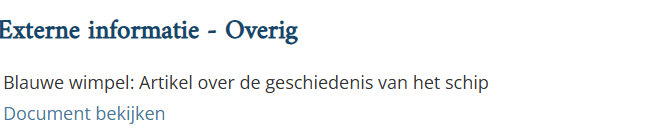 Externe informatie - Overig
Blauwe wimpel: Artikel over de geschiedenis van het schip
Document bekijken